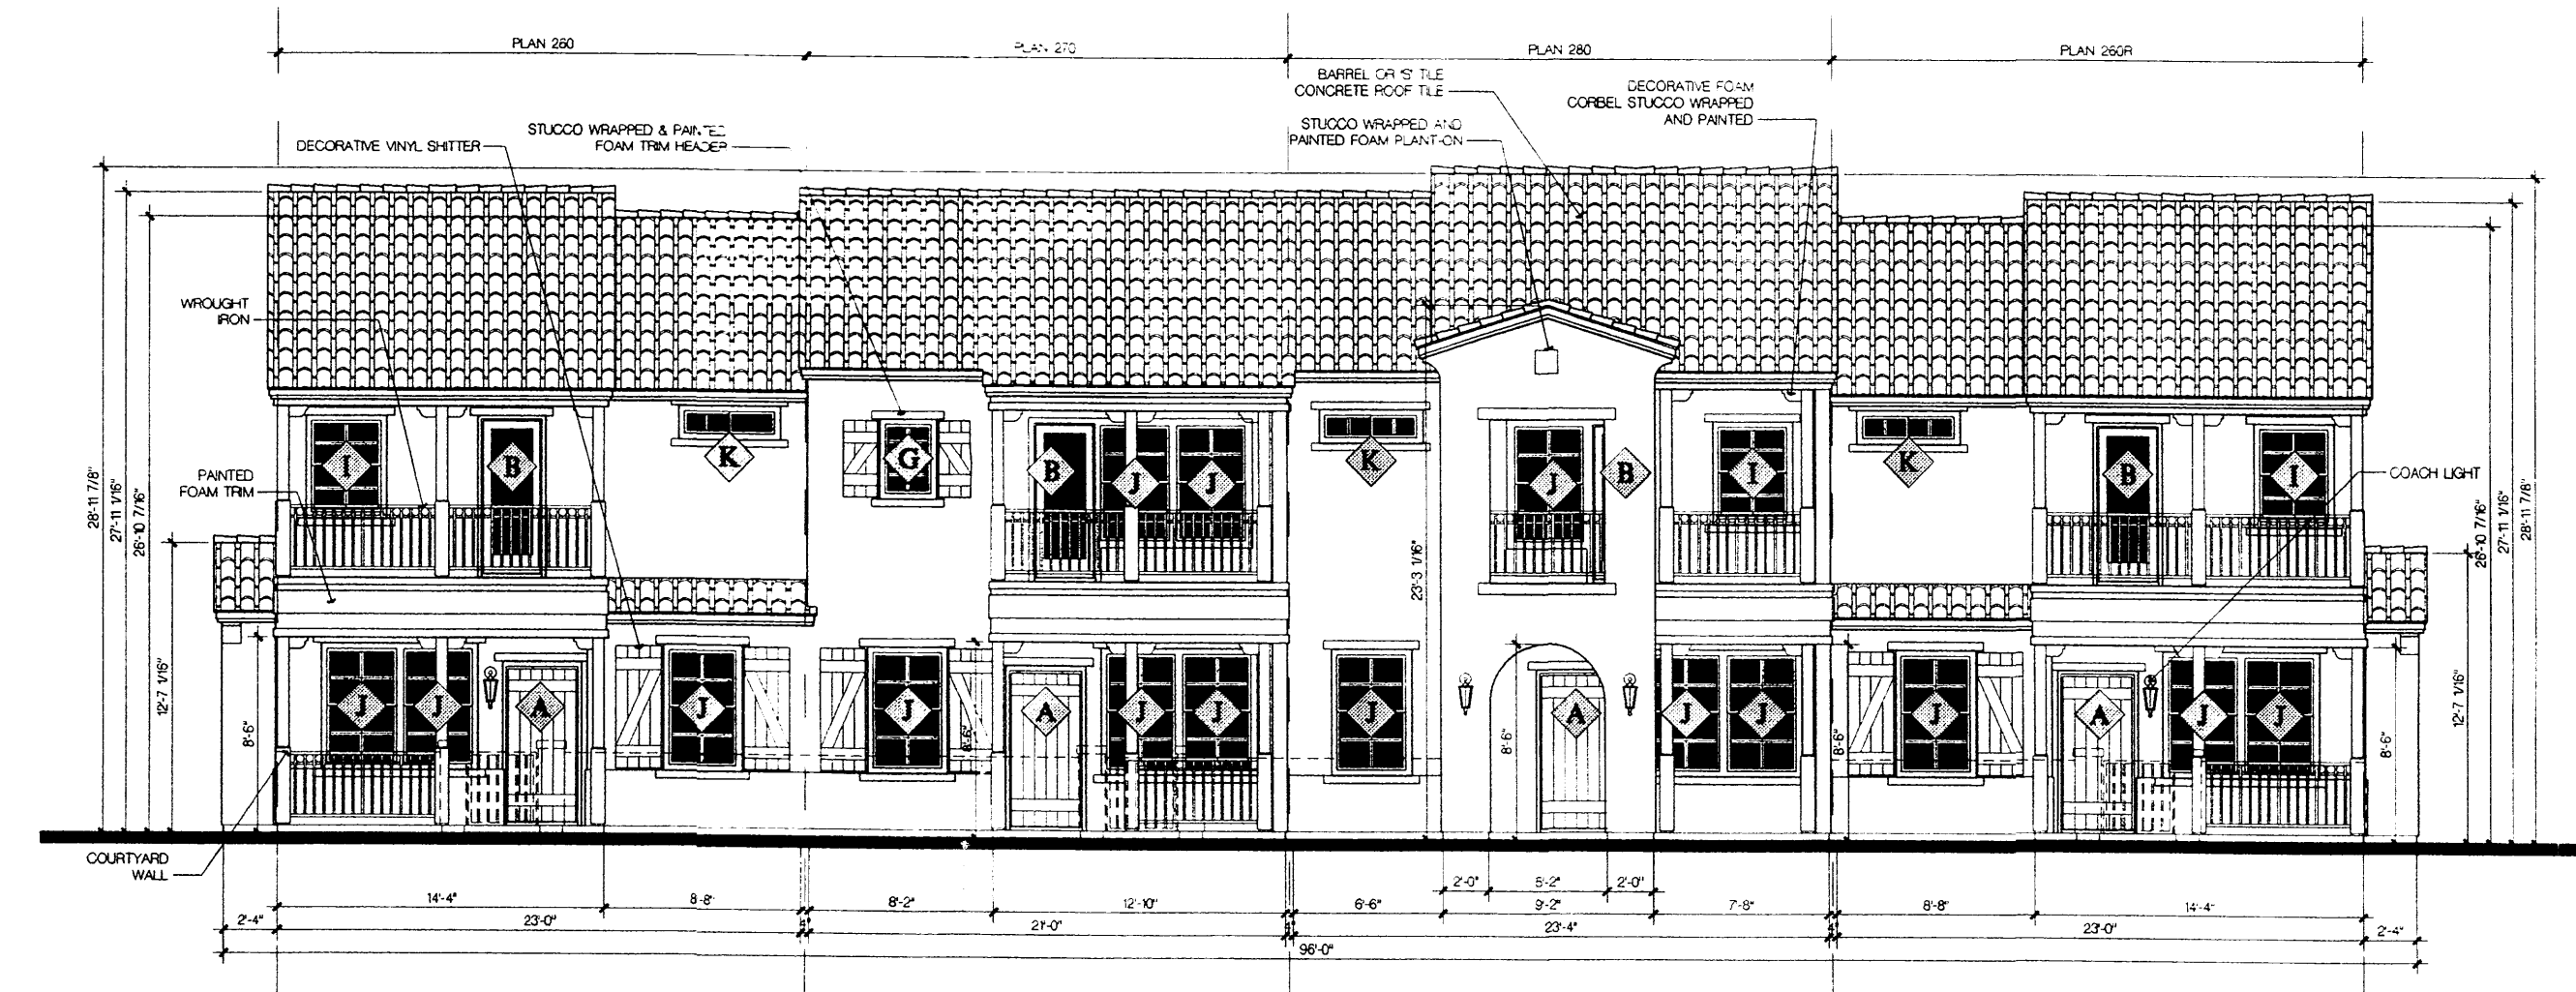 PLAN 260
PLAN 270
PLAN 280
PLAN 260R
BARREL OR 'S' TILE
CONCRETE ROOF TILE
DECORATIVE FOAM
CORBEL STUCCO WRAPPED
AND PAINTED
STUCCO WRAPPED & PAINTED
FOAM TRIM HEADER
STUCCO WRAPPED AND
PAINTED FOAM PLANT-ON
DECORATIVE VINYL SHITTER
WROUGHT
IRON
PAINTED
FOAM TRIM
COACH LIGHT
28'-11 7/8"
27'-11 1/16"
26'-10 7/16"
12'-7 1/16"
8'-6"
I
B
K
G
B
J
J
K
J
B
I
K
B
I
23'-3 1/16"
26'-10 7/16"
27'-11 1/16"
28'-11 7/8"
12'-7 1/16"
8'-6"
J
J
A
J
J
A
J
J
J
A
J
J
J
A
J
J
8'-6"
8'-6"
8'-6"
COURTYARD
WALL
2'-0" 5'-2" 2'-0"
14'-4" 8'-8" 8'-2" 12'-10" 6'-6" 9'-2" 7'-8" 8'-8" 14'-4"
2'-4" 23'-0" 21'-0" 23'-4" 23'-0" 2'-4"
96'-0"